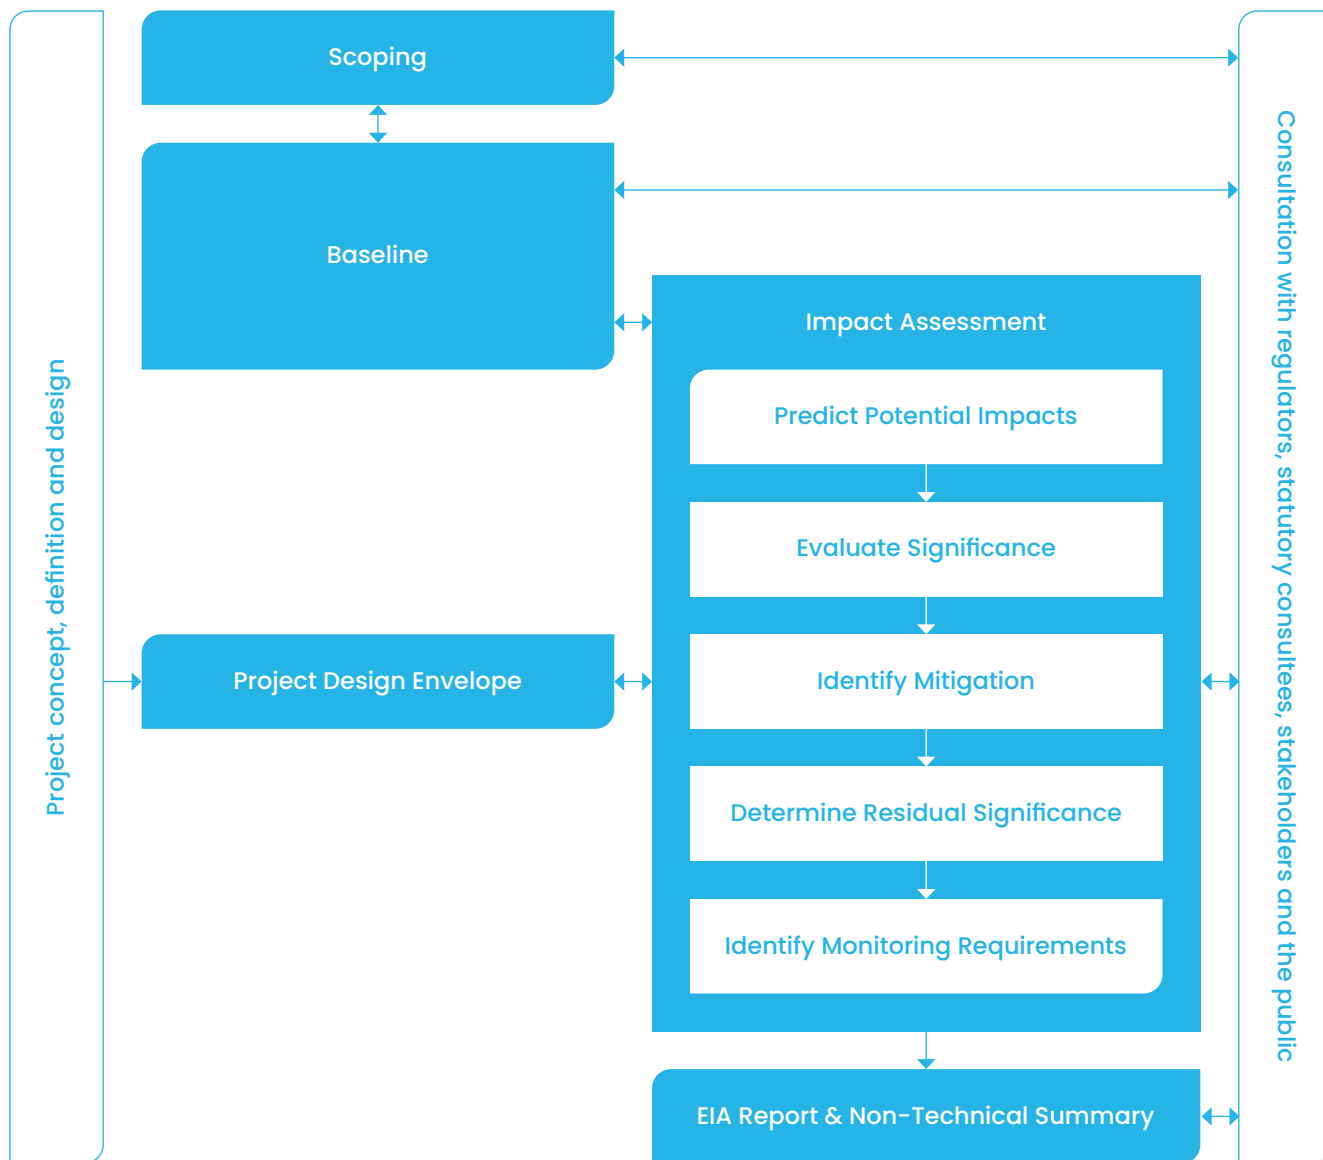 Project concept, definition and design
Scoping
Baseline
Project Design Envelope
Impact Assessment
Predict Potential Impacts
Evaluate Significance
Identify Mitigation
Determine Residual Significance
Identify Monitoring Requirements
EIA Report & Non-Technical Summary
Consultation with regulators, statutory consultees, stakeholders and the public